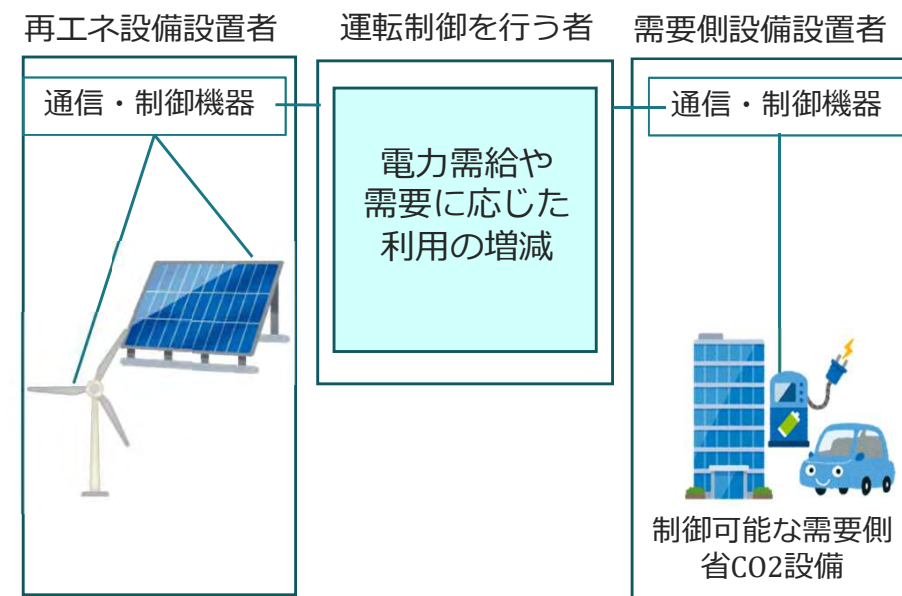 再エネ設備設置者
運転制御を行う者
需要側設備設置者
通信・制御機器
電力需給や
需要に応じた
利用の増減
通信・制御機器
制御可能な需要側
省CO2設備